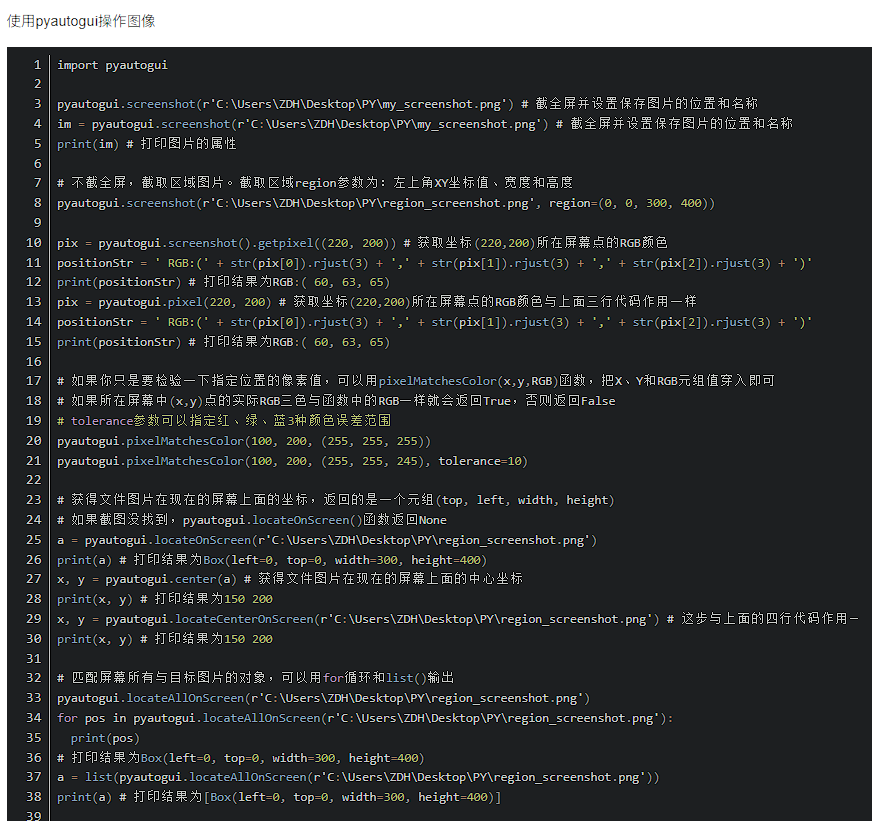 使用pyautogui操作图像
1 import pyautogui
2
3 pyautogui.screenshot(r'C:\Users\ZDH\Desktop\PY\my_screenshot.png') # 截全屏并设置保存图片的位置和名称
4 im = pyautogui.screenshot(r'C:\Users\ZDH\Desktop\PY\my_screenshot.png') # 截全屏并设置保存图片的位置和名称
5 print(im) # 打印图片的属性
6
7 # 不截全屏，截取区域图片。截取区域region参数为：左上角XY坐标值、宽度和高度
8 pyautogui.screenshot(r'C:\Users\ZDH\Desktop\PY\region_screenshot.png', region=(0, 0, 300, 400))
9
10 pix = pyautogui.screenshot().getpixel((220, 200)) # 获取坐标(220,200)所在屏幕点的RGB颜色
11 positionStr = ' RGB:(' + str(pix[0]).rjust(3) + ',' + str(pix[1]).rjust(3) + ',' + str(pix[2]).rjust(3) + ')'
12 print(positionStr) # 打印结果为RGB:( 60, 63, 65)
13 pix = pyautogui.pixel(220, 200) # 获取坐标(220,200)所在屏幕点的RGB颜色与上面三行代码作用一样
14 positionStr = ' RGB:(' + str(pix[0]).rjust(3) + ',' + str(pix[1]).rjust(3) + ',' + str(pix[2]).rjust(3) + ')'
15 print(positionStr) # 打印结果为RGB:( 60, 63, 65)
16
17 # 如果你只是要检验一下指定位置的像素值，可以用pixelMatchesColor(x,y,RGB)函数，把X、Y和RGB元组值穿入即可
18 # 如果所在屏幕中(x,y)点的实际RGB三色与函数中的RGB一样就会返回True，否则返回False
19 # tolerance参数可以指定红、绿、蓝3种颜色误差范围
20 pyautogui.pixelMatchesColor(100, 200, (255, 255, 255))
21 pyautogui.pixelMatchesColor(100, 200, (255, 255, 245), tolerance=10)
22
23 # 获得文件图片在现在的屏幕上面的坐标，返回的是一个元组(top, left, width, height)
24 # 如果截图没找到，pyautogui.locateOnScreen()函数返回None
25 a = pyautogui.locateOnScreen(r'C:\Users\ZDH\Desktop\PY\region_screenshot.png')
26 print(a) # 打印结果为Box(left=0, top=0, width=300, height=400)
27 x, y = pyautogui.center(a) # 获得文件图片在现在的屏幕上面的中心坐标
28 print(x, y) # 打印结果为150 200
29 x, y = pyautogui.locateCenterOnScreen(r'C:\Users\ZDH\Desktop\PY\region_screenshot.png') # 这步与上面的四行代码作用一
30 print(x, y) # 打印结果为150 200
31
32 # 匹配屏幕所有与目标图片的对象，可以用for循环和list()输出
33 pyautogui.locateAllOnScreen(r'C:\Users\ZDH\Desktop\PY\region_screenshot.png')
34 for pos in pyautogui.locateAllOnScreen(r'C:\Users\ZDH\Desktop\PY\region_screenshot.png'):
35   print(pos)
36 # 打印结果为Box(left=0, top=0, width=300, height=400)
37 a = list(pyautogui.locateAllOnScreen(r'C:\Users\ZDH\Desktop\PY\region_screenshot.png'))
38 print(a) # 打印结果为[Box(left=0, top=0, width=300, height=400)]
39